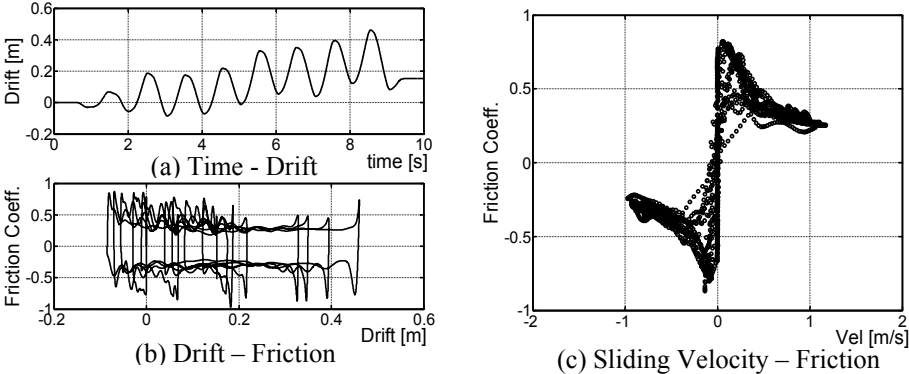 0.6
0.4
0.2
0
-0.2
Drift [m]
0 2 4 6 8 10
time [s]
(a) Time - Drift
1
0.5
0
-0.5
-1
Friction Coeff.
-0.2 0 0.2 0.4 0.6
Drift [m]
(b) Drift – Friction
1
0.5
0
-0.5
-1
Friction Coeff.
-2 -1 0 1 2
Vel [m/s]
(c) Sliding Velocity – Friction